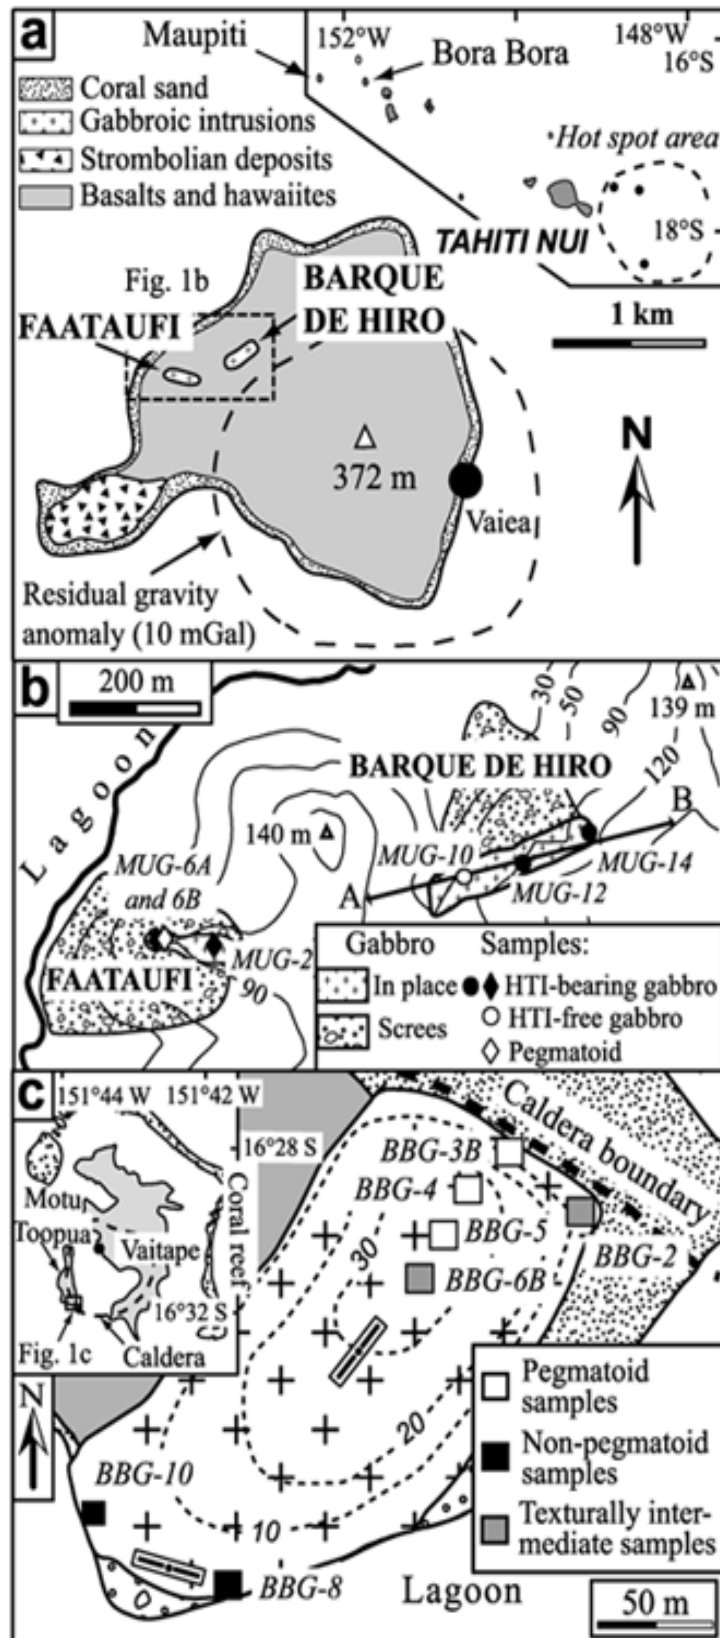 a
Maupiti
152°W
148°W
16°S
Bora Bora
Coral sand
Gabbroic intrusions
Strombolian deposits
Basalts and hawaiites
Hot spot area
TAHITI NUI
18°S
Fig. 1b
BARQUE
DE HIRO
FAATAUFI
1 km
N
372 m
Vaiea
Residual gravity
anomaly (10 mGal)
b
200 m
30
50
90
139 m
120
Lagoon
BARQUE DE HIRO
B
140 m
MUG-10
MUG-14
MUG-6A
and 6B
MUG-12
A
MUG-2
FAATAUFI
90
Gabbro
Samples:
In place
HTI-bearing gabbro
HTI-free gabbro
Screes
Pegmatoid
c
151°44 W
151°42 W
16°28 S
Coral reef
Motu
Toopua
Vaitape
16°32 S
Fig. 1c
Caldera
Caldera boundary
BBG-3B
BBG-4
BBG-5
BBG-2
BBG-6B
30
20
10
N
BBG-10
BBG-8
Lagoon
Pegmatoid
samples
Non-pegmatoid
samples
Texturally inter-
mediate samples
50 m